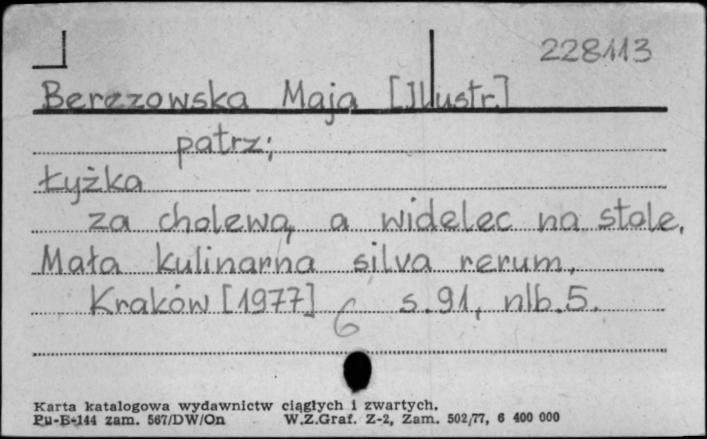 228113
Berezowska Maja [Ilustr.]
patrz;
Łyżka
za cholewą, a widelec na stole.
Mała kulinarna silva rerum.
Kraków [1977] s. 91, nlb. 5.
6
Karta katalogowa wydawnictw ciągłych i zwartych.
Pu-B-144 zam. 567/DW/On W.Z.Graf. Z-2, Zam. 502/77, 6 400 000